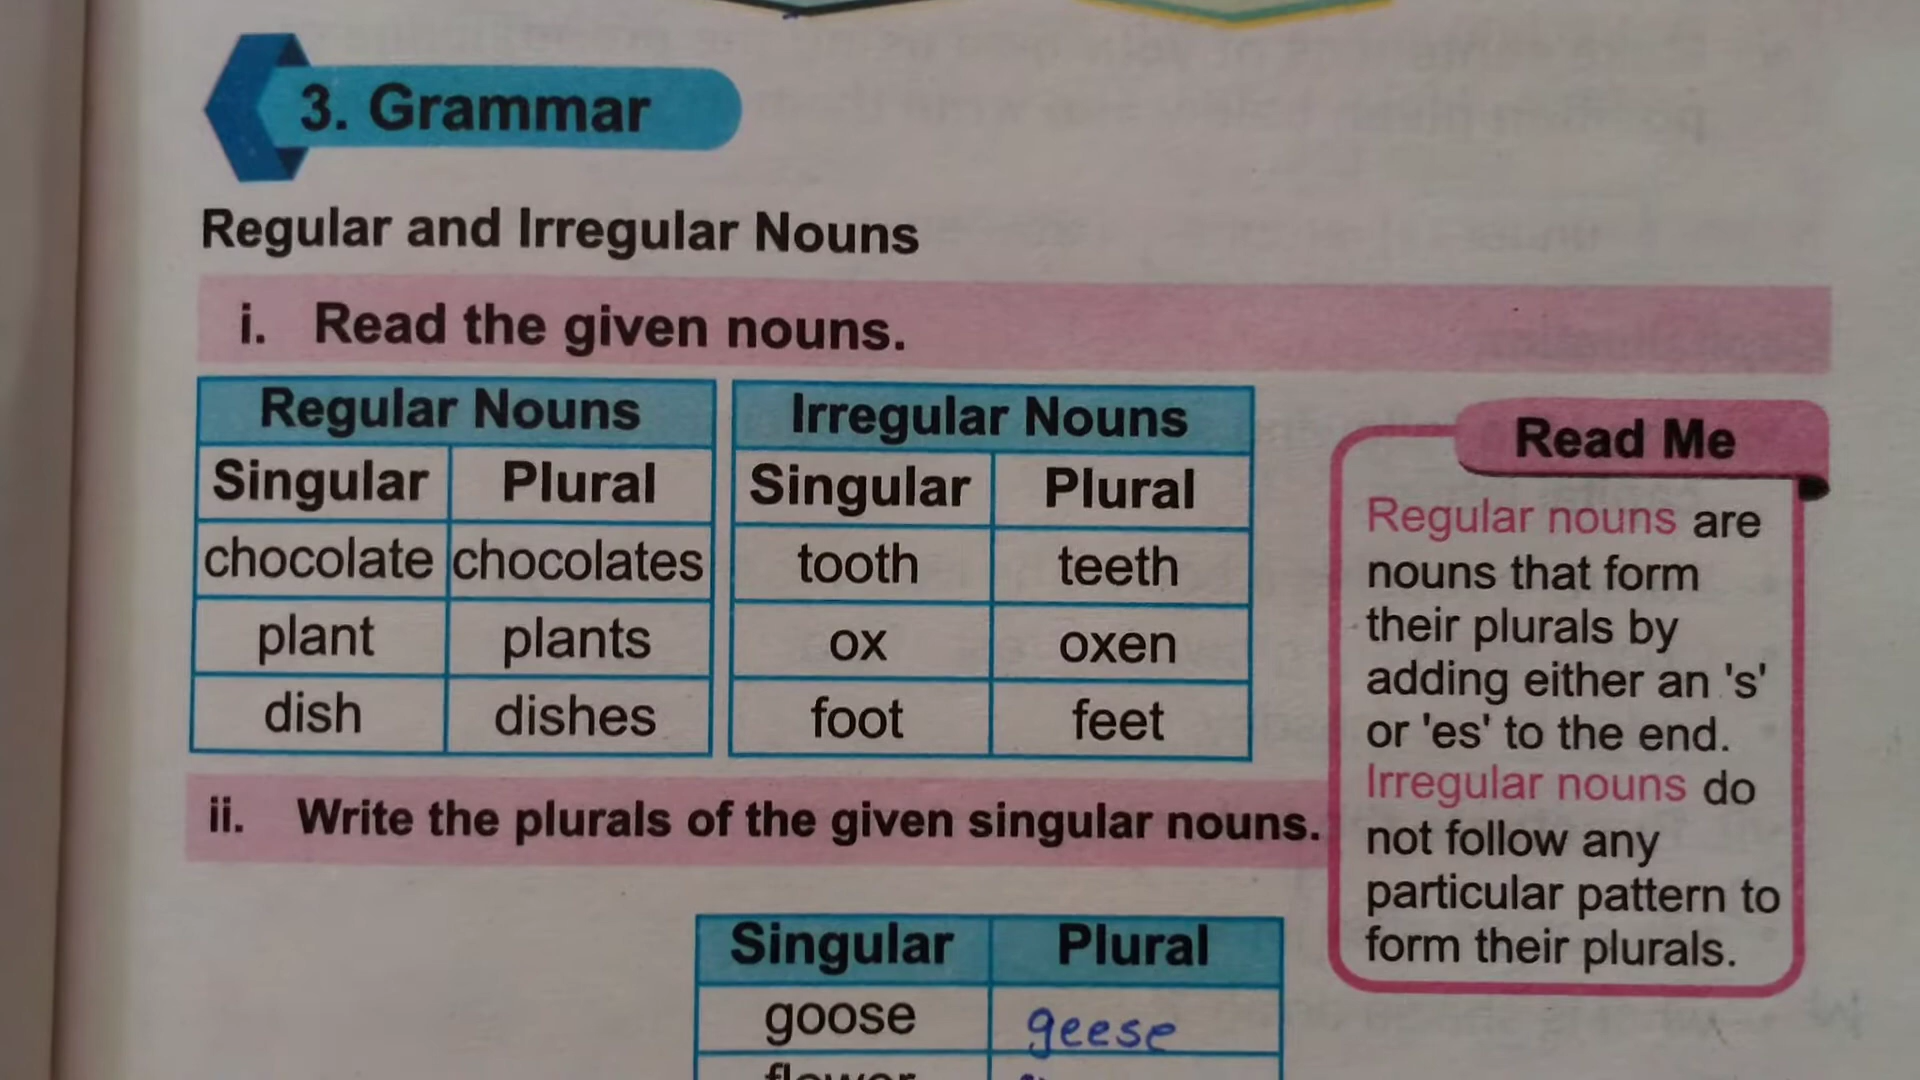 3. Grammar
Regular and Irregular Nouns
i. Read the given nouns.
Regular Nouns
Singular Plural
chocolate chocolates
plant plants
dish dishes
Irregular Nouns
Singular Plural
tooth teeth
ox oxen
foot feet
Read Me
Regular nouns are
nouns that form
their plurals by
adding either an 's'
or 'es' to the end.
Irregular nouns do
not follow any
particular pattern to
form their plurals.
ii. Write the plurals of the given singular nouns.
Singular Plural
goose geese
flower